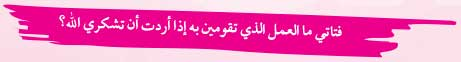 فتاتي ما العمل الذي تقومين به إذا أردت أن تشكري الله؟